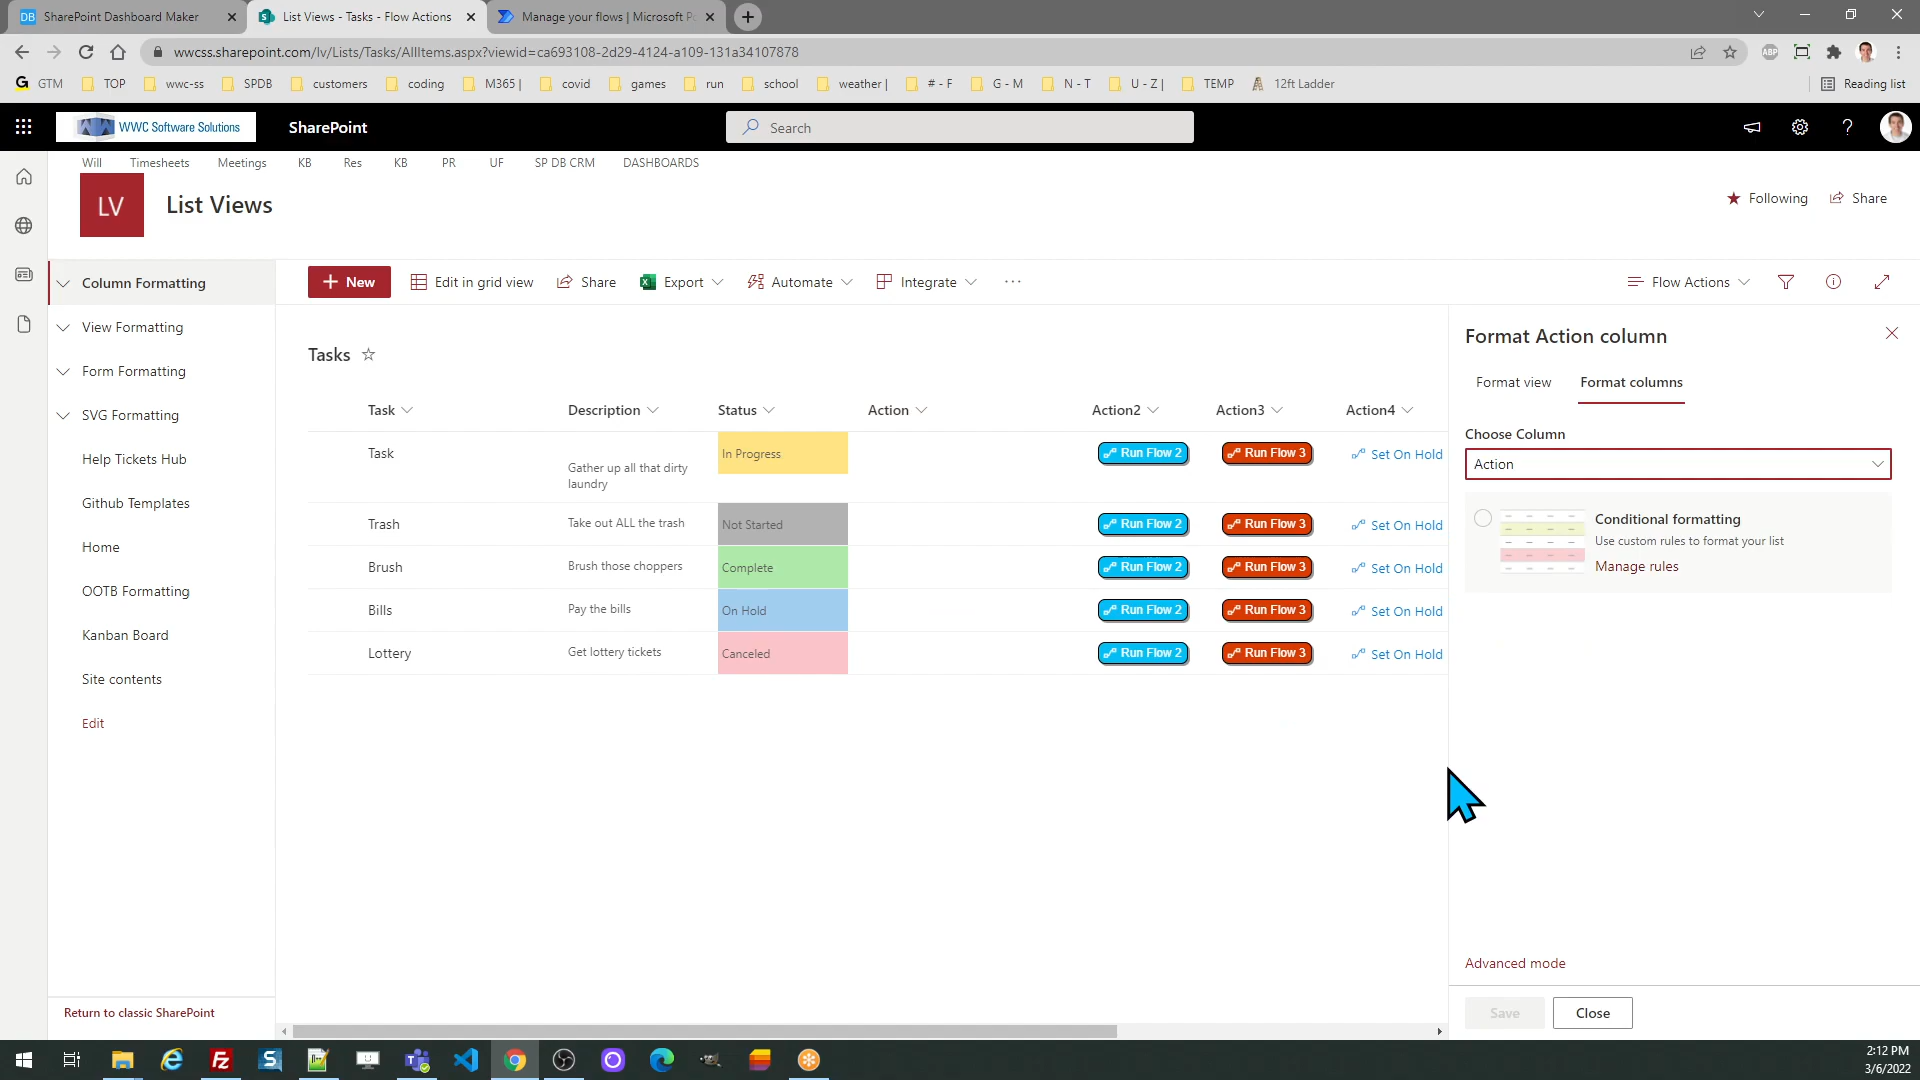 DB SharePoint Dashboard Maker
List Views - Tasks - Flow Actions
Manage your flows | Microsoft P
wwcss.sharepoint.com/lv/Lists/Tasks/AllItems.aspx?viewid=ca693108-2d29-4124-a109-131a34107878
ABP
G GTM TOP wwc-ss SPDB customers coding M365 | covid games run school weather | # - F G - M N - T U - Z | TEMP 12ft Ladder Reading list
WWC Software Solutions
SharePoint
Search
?
Will Timesheets Meetings KB Res KB PR UF SP DB CRM DASHBOARDS
LV
List Views
Following
Share
Column Formatting
View Formatting
Form Formatting
SVG Formatting
Help Tickets Hub
Github Templates
Home
OOTB Formatting
Kanban Board
Site contents
Edit
Return to classic SharePoint
+ New
Edit in grid view
Share
Export
Automate
Integrate
...
Flow Actions
Tasks
Task Description Status Action Action2 Action3 Action4
Task Gather up all that dirty laundry In Progress Run Flow 2 Run Flow 3 Set On Hold
Trash Take out ALL the trash Not Started Run Flow 2 Run Flow 3 Set On Hold
Brush Brush those choppers Complete Run Flow 2 Run Flow 3 Set On Hold
Bills Pay the bills On Hold Run Flow 2 Run Flow 3 Set On Hold
Lottery Get lottery tickets Canceled Run Flow 2 Run Flow 3 Set On Hold
Format Action column
Format view
Format columns
Choose Column
Action
Conditional formatting
Use custom rules to format your list
Manage rules
Advanced mode
Save
Close
2:12 PM
3/6/2022